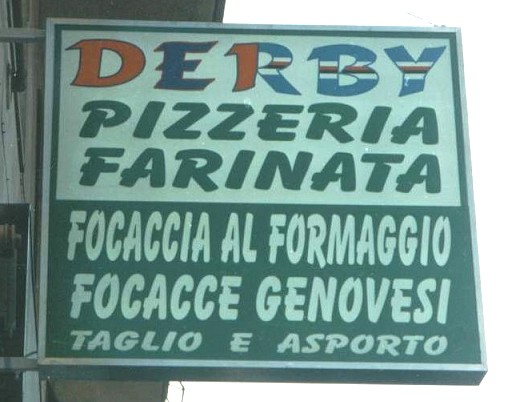 DERBY
PIZZERIA
FARINATA
FOCACCIA AL FORMAGGIO
FOCACCE GENOVESI
TAGLIO E ASPORTO